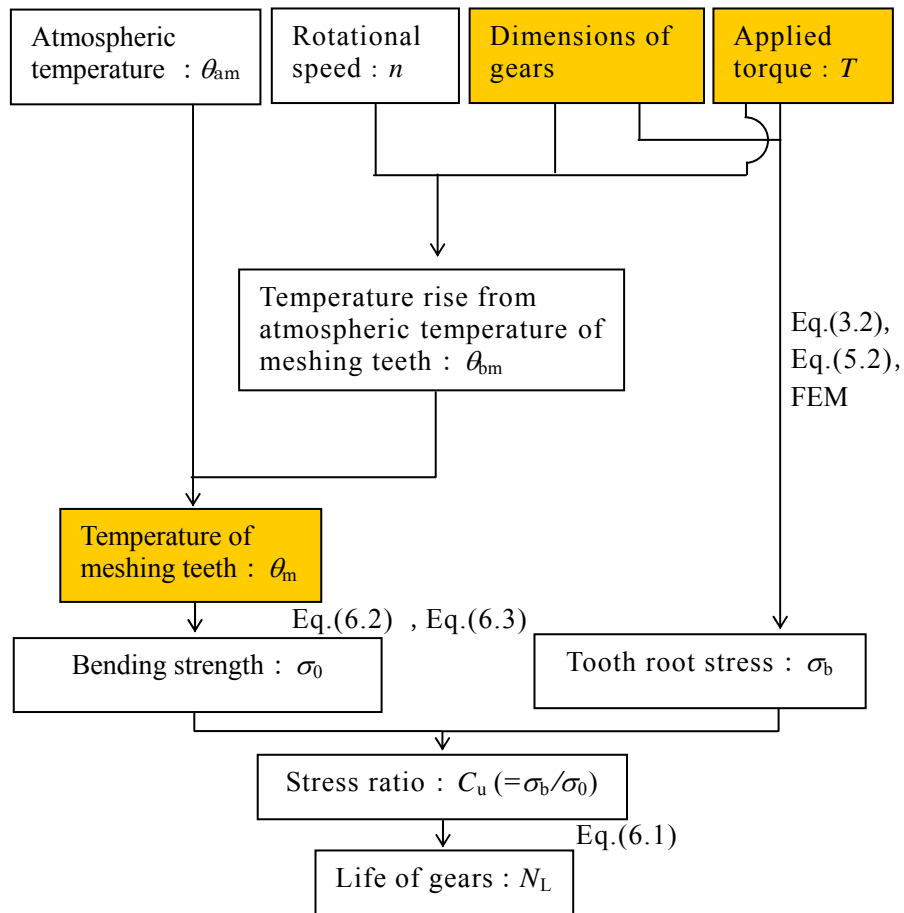 Atmospheric
temperature : θam
Rotational
speed : n
Dimensions of
gears
Applied
torque : T
Temperature rise from
atmospheric temperature of
meshing teeth : θbm
Eq.(3.2),
Eq.(5.2),
FEM
Temperature of
meshing teeth : θm
Eq.(6.2) , Eq.(6.3)
Bending strength : σ0
Tooth root stress : σb
Stress ratio : Cu (=σb/σ0)
Eq.(6.1)
Life of gears : NL